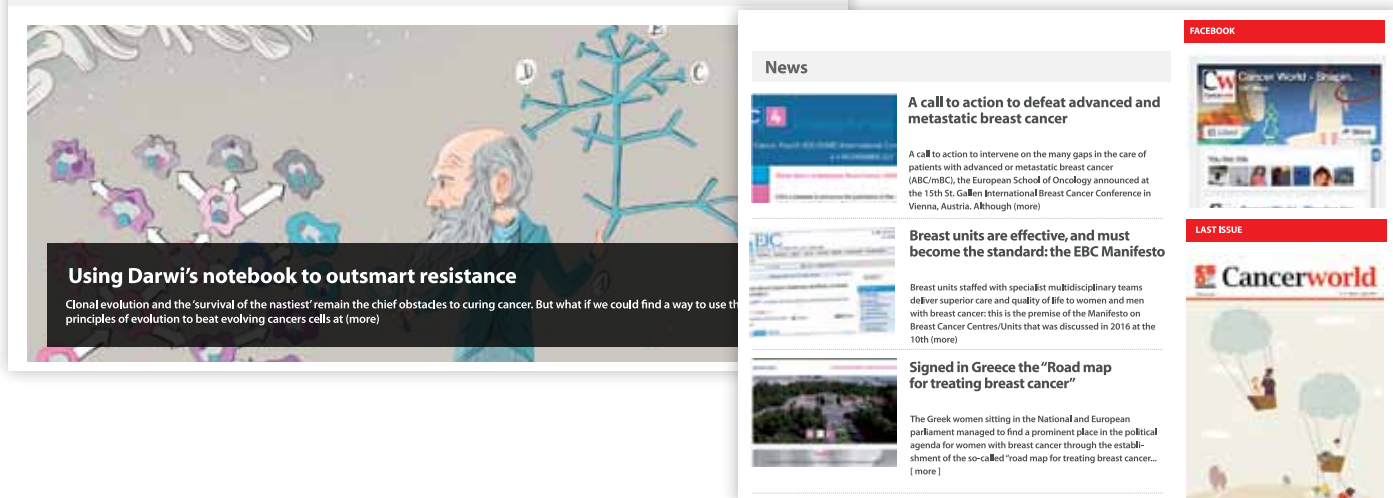 E
D
C
Using Darwi’s notebook to outsmart resistance
Clonal evolution and the ‘survival of the nastiest’ remain the chief obstacles to curing cancer. But what if we could find a way to use th
principles of evolution to beat evolving cancers cells at (more)
News
A call to action to defeat advanced and
metastatic breast cancer
A call to action to intervene on the many gaps in the care of
patients with advanced or metastatic breast cancer
(ABC/mBC), the European School of Oncology announced at
the 15th St. Gallen International Breast Cancer Conference in
Vienna, Austria. Although (more)
Breast units are effective, and must
become the standard: the EBC Manifesto
Breast units staffed with specialist multidisciplinary teams
deliver superior care and quality of life to women and men
with breast cancer: this is the premise of the Manifesto on
Breast Cancer Centres/Units that was discussed in 2016 at the
10th (more)
Signed in Greece the “Road map
for treating breast cancer”
The Greek women sitting in the National and European
parliament managed to find a prominent place in the political
agenda for women with breast cancer through the establi-
shment of the so-called “road map for treating breast cancer...
[ more ]
FACEBOOK
CW
Cancer World - Shapin...
Liked
Share
You like this
LAST ISSUE
Cancerworld